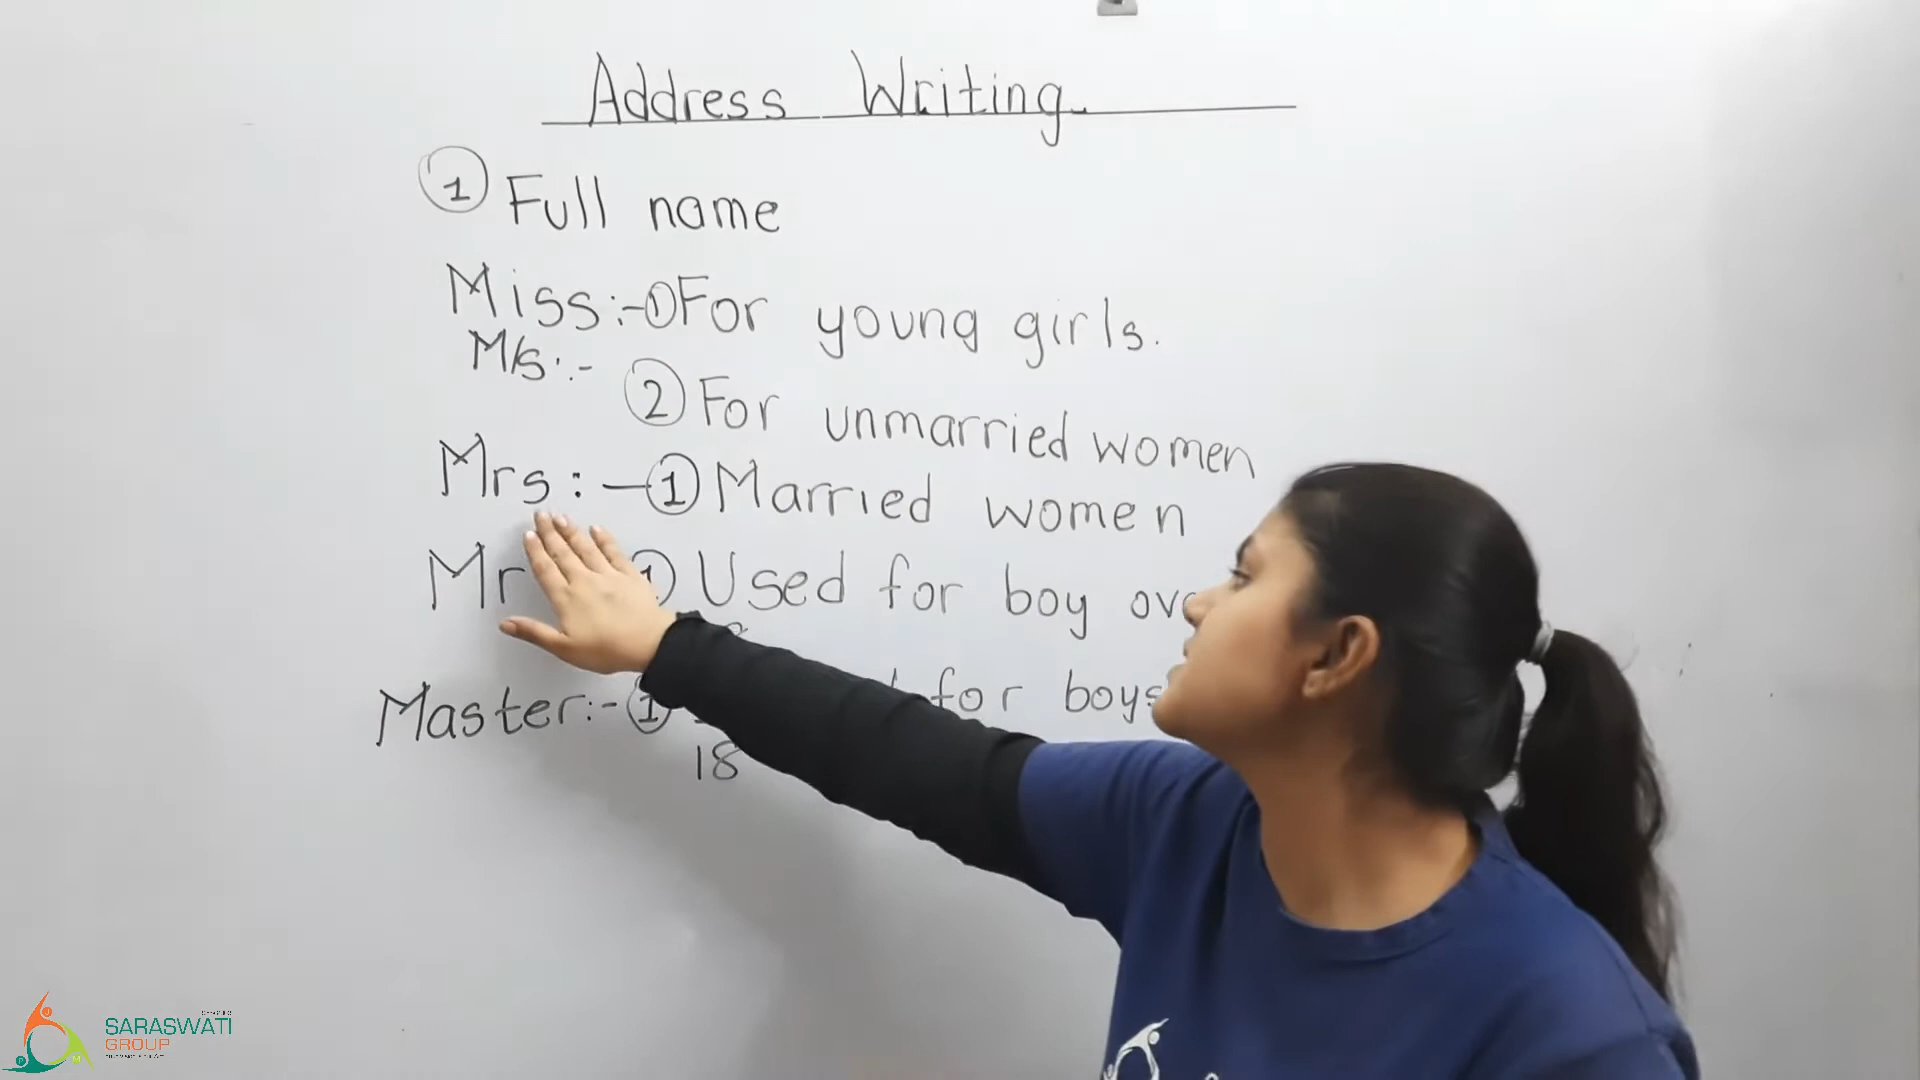 Address Writing
① Full name
Miss:-① For young girls.
M/s:-
② For unmarried women
Mrs:-① Married women
Mr ① Used for boy
Master:-① for boys
18
SARASWATI
GROUP